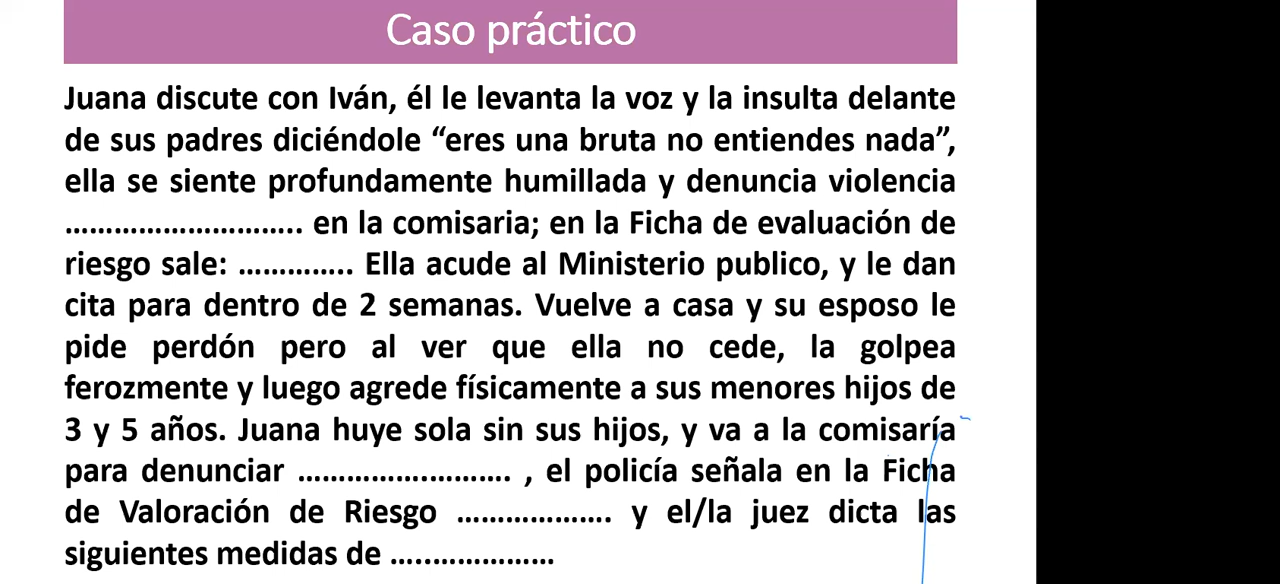 Caso práctico
Juana discute con Iván, él le levanta la voz y la insulta delante
de sus padres diciéndole “eres una bruta no entiendes nada”,
ella se siente profundamente humillada y denuncia violencia
……………………….. en la comisaria; en la Ficha de evaluación de
riesgo sale: ………….. Ella acude al Ministerio publico, y le dan
cita para dentro de 2 semanas. Vuelve a casa y su esposo le
pide perdón pero al ver que ella no cede, la golpea
ferozmente y luego agrede físicamente a sus menores hijos de
3 y 5 años. Juana huye sola sin sus hijos, y va a la comisaría
para denunciar …………….………. , el policía señala en la Ficha
de Valoración de Riesgo ………………. y el/la juez dicta las
siguientes medidas de …..……………